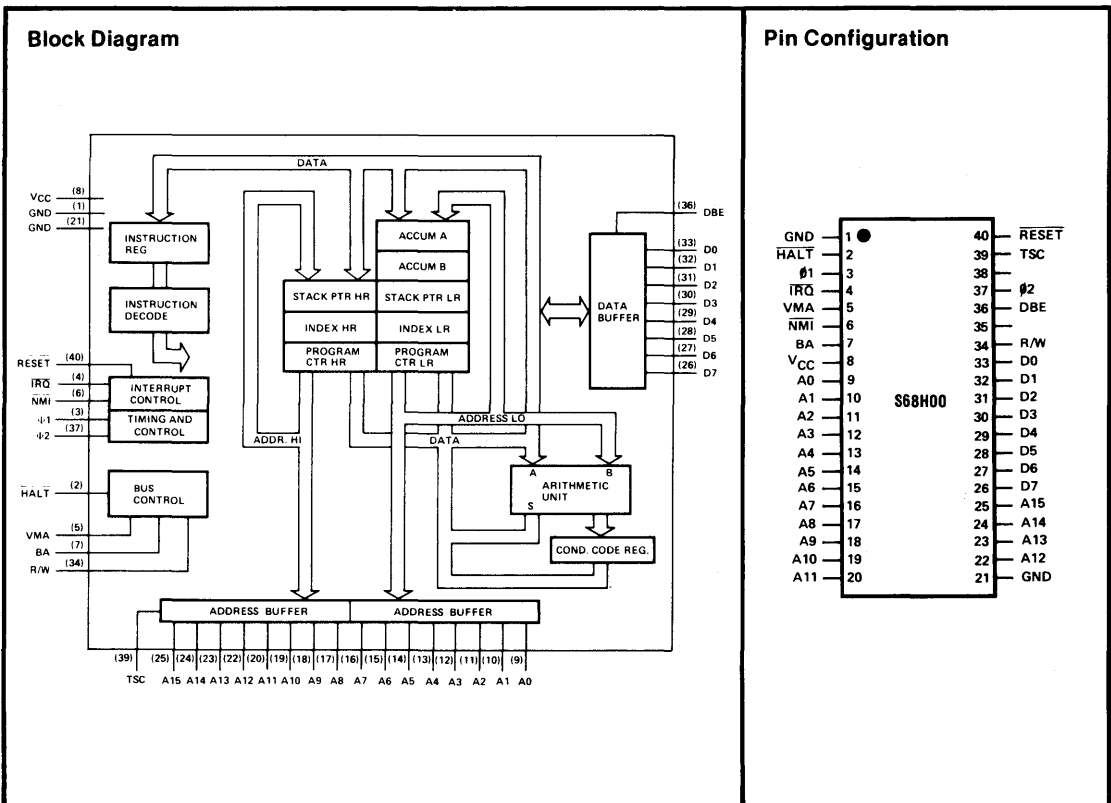 Block Diagram
DATA
VCC (8)
GND (1)
GND (21)
INSTRUCTION
REG
INSTRUCTION
DECODE
RESET (40)
IRQ (4)
NMI (6)
Φ1 (3)
Φ2 (37)
INTERRUPT
CONTROL
TIMING AND
CONTROL
HALT (2)
BUS
CONTROL
VMA (5)
BA (7)
R/W (34)
ACCUM A
ACCUM B
STACK PTR HR STACK PTR LR
INDEX HR INDEX LR
PROGRAM
CTR HR
PROGRAM
CTR LR
ADDR. HI
ADDRESS LO
DATA
A B
ARITHMETIC
UNIT
S
COND. CODE REG.
DATA
BUFFER
(36) DBE
(33) D0
(32) D1
(31) D2
(30) D3
(29) D4
(28) D5
(27) D6
(26) D7
ADDRESS BUFFER ADDRESS BUFFER
(39) (25) (24) (23) (22) (20) (19) (18) (17) (16) (15) (14) (13) (12) (11) (10) (9)
TSC A15 A14 A13 A12 A11 A10 A9 A8 A7 A6 A5 A4 A3 A2 A1 A0
Pin Configuration
GND 1 40 RESET
HALT 2 39 TSC
ø1 3 38
IRQ 4 37 ø2
VMA 5 36 DBE
NMI 6 35
BA 7 34 R/W
VCC 8 33 D0
A0 9 32 D1
A1 10 31 D2
S68H00
A2 11 30 D3
A3 12 29 D4
A4 13 28 D5
A5 14 27 D6
A6 15 26 D7
A7 16 25 A15
A8 17 24 A14
A9 18 23 A13
A10 19 22 A12
A11 20 21 GND